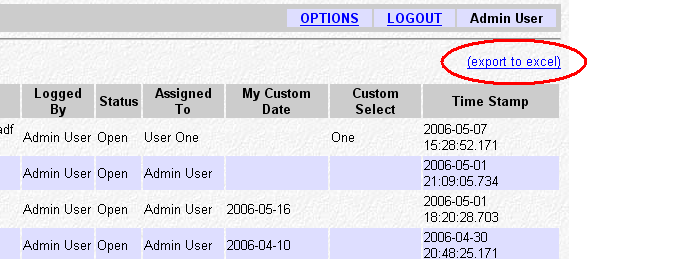 OPTIONS LOGOUT Admin User
(export to excel)
Logged By Status Assigned To My Custom Date Custom Select Time Stamp
adf Admin User Open User One One 2006-05-07 15:28:52.171
Admin User Open Admin User 2006-05-01 21:09:05.734
Admin User Open Admin User 2006-05-16 2006-05-01 18:20:28.703
Admin User Open Admin User 2006-04-10 2006-04-30 20:48:25.171